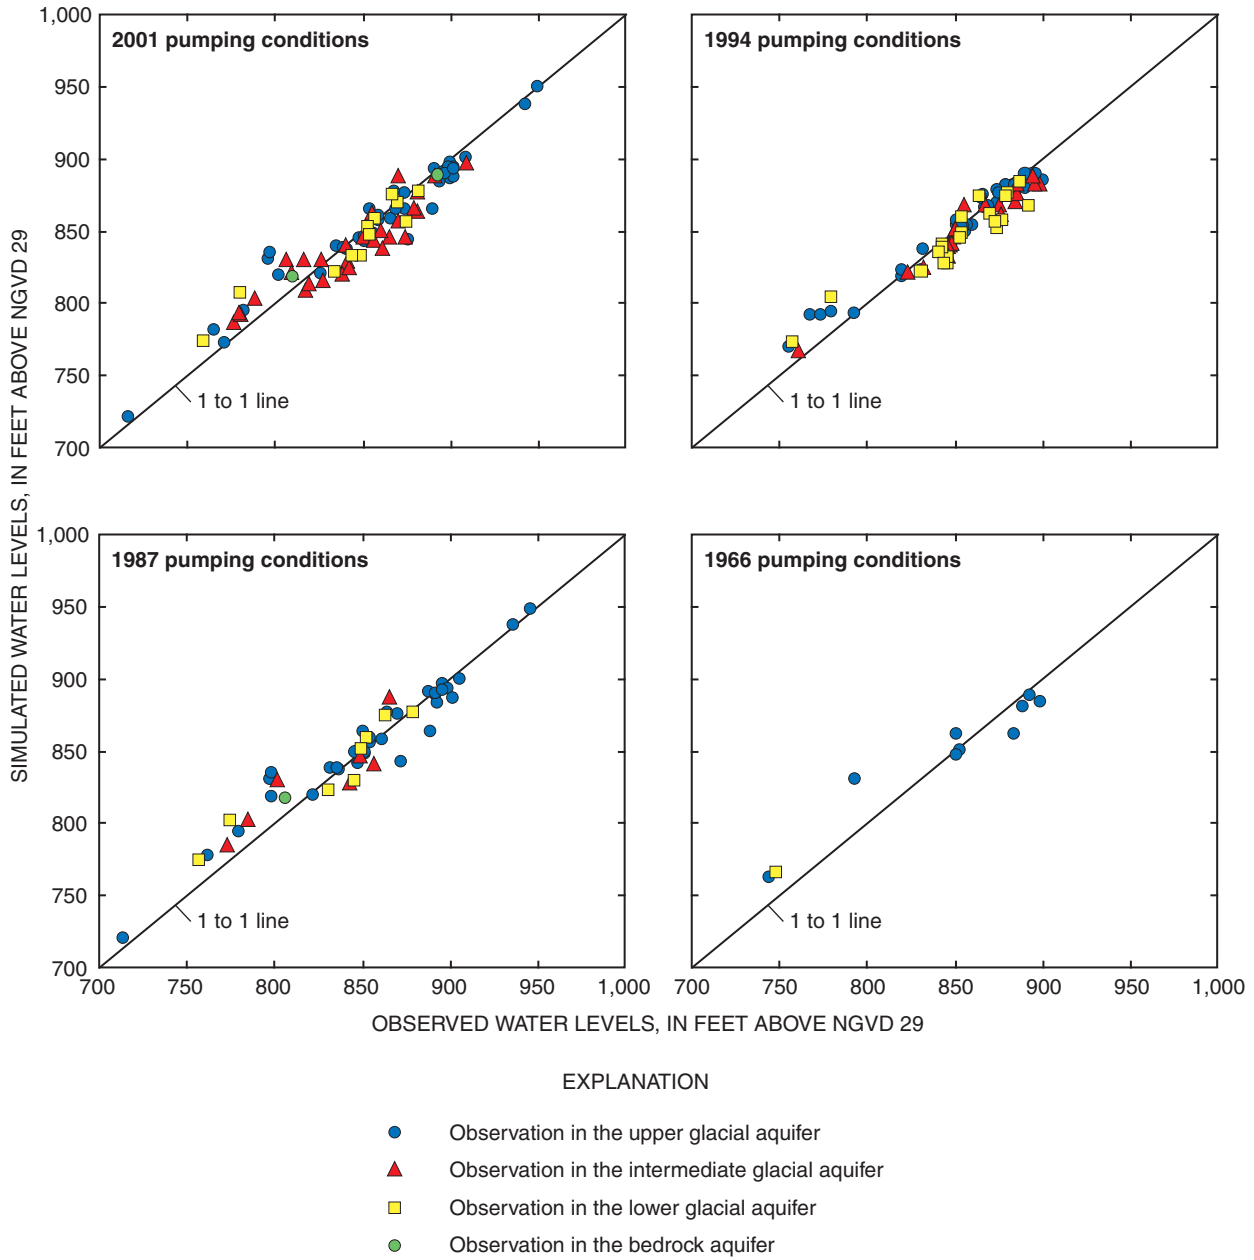 SIMULATED WATER LEVELS, IN FEET ABOVE NGVD 29
1,000
950
900
850
800
750
700
2001 pumping conditions
1 to 1 line
1994 pumping conditions
1 to 1 line
1,000
950
900
850
800
750
700
1987 pumping conditions
1 to 1 line
700 750 800 850 900 950 1,000
1966 pumping conditions
1 to 1 line
700 750 800 850 900 950 1,000
OBSERVED WATER LEVELS, IN FEET ABOVE NGVD 29
EXPLANATION
Observation in the upper glacial aquifer
Observation in the intermediate glacial aquifer
Observation in the lower glacial aquifer
Observation in the bedrock aquifer